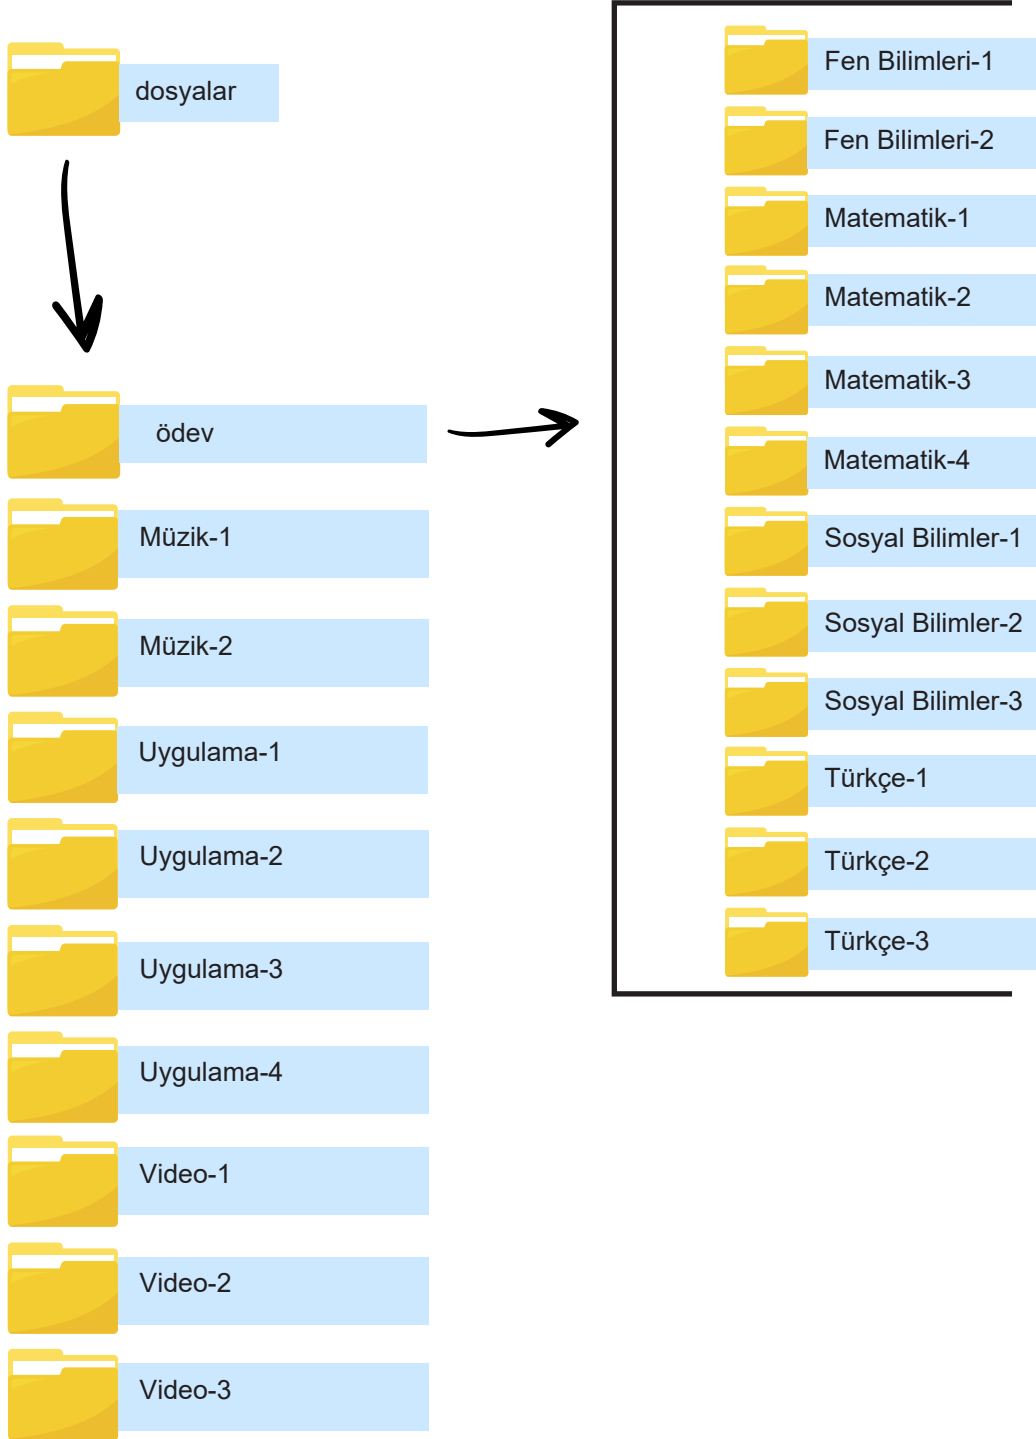 dosyalar
ödev
Müzik-1
Müzik-2
Uygulama-1
Uygulama-2
Uygulama-3
Uygulama-4
Video-1
Video-2
Video-3
Fen Bilimleri-1
Fen Bilimleri-2
Matematik-1
Matematik-2
Matematik-3
Matematik-4
Sosyal Bilimler-1
Sosyal Bilimler-2
Sosyal Bilimler-3
Türkçe-1
Türkçe-2
Türkçe-3